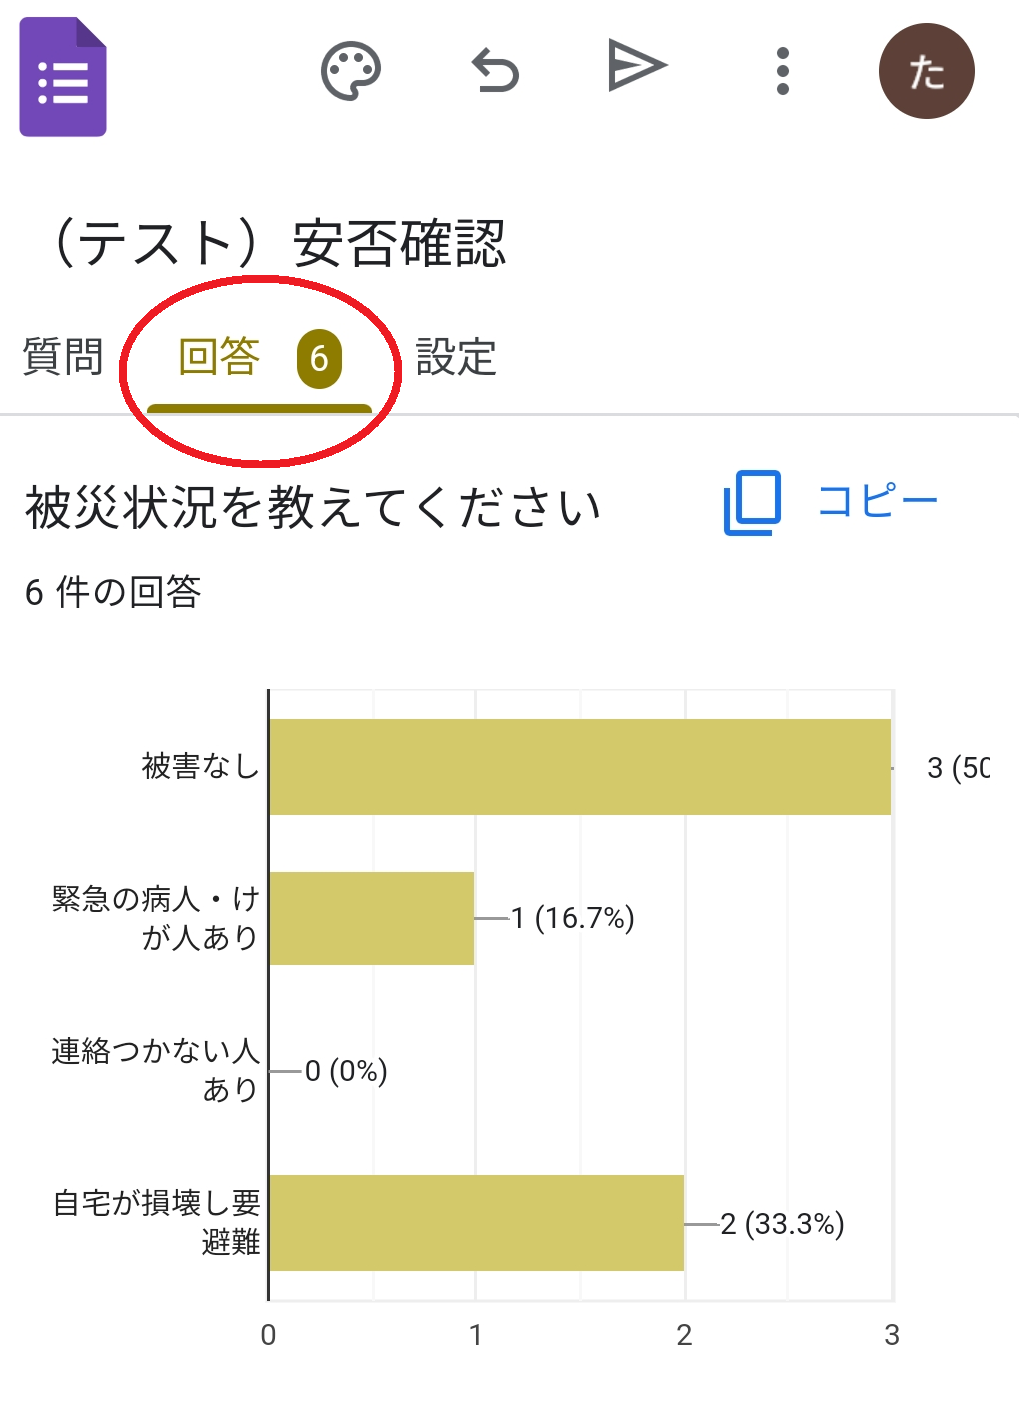 た
（テスト）安否確認
質問 回答 6 設定
被災状況を教えてください コピー
6 件の回答
被害なし 3 (50
緊急の病人・け
が人あり 1 (16.7%)
連絡つかない人
あり 0 (0%)
自宅が損壊し要
避難 2 (33.3%)
0 1 2 3